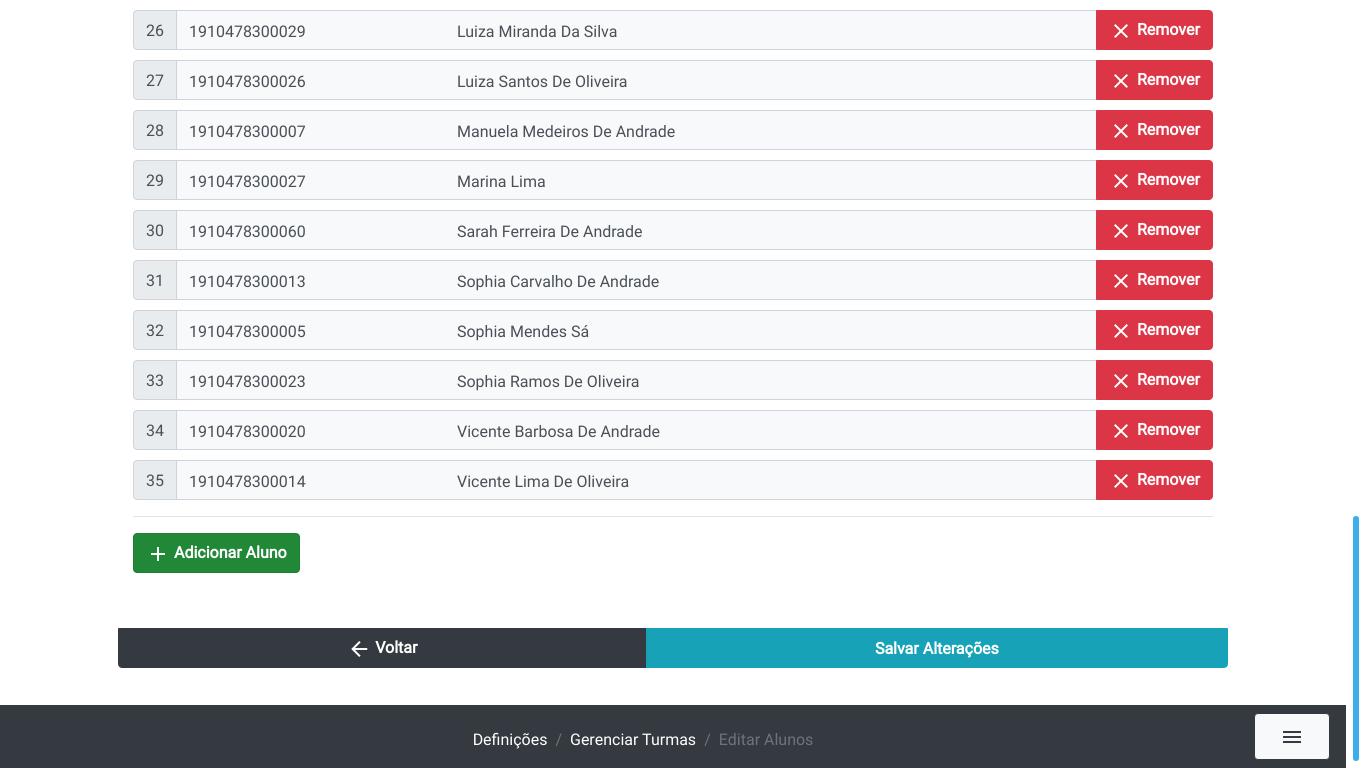 26 1910478300029 Luiza Miranda Da Silva Remover
27 1910478300026 Luiza Santos De Oliveira Remover
28 1910478300007 Manuela Medeiros De Andrade Remover
29 1910478300027 Marina Lima Remover
30 1910478300060 Sarah Ferreira De Andrade Remover
31 1910478300013 Sophia Carvalho De Andrade Remover
32 1910478300005 Sophia Mendes Sá Remover
33 1910478300023 Sophia Ramos De Oliveira Remover
34 1910478300020 Vicente Barbosa De Andrade Remover
35 1910478300014 Vicente Lima De Oliveira Remover
Adicionar Aluno
Voltar Salvar Alterações
Definições / Gerenciar Turmas / Editar Alunos